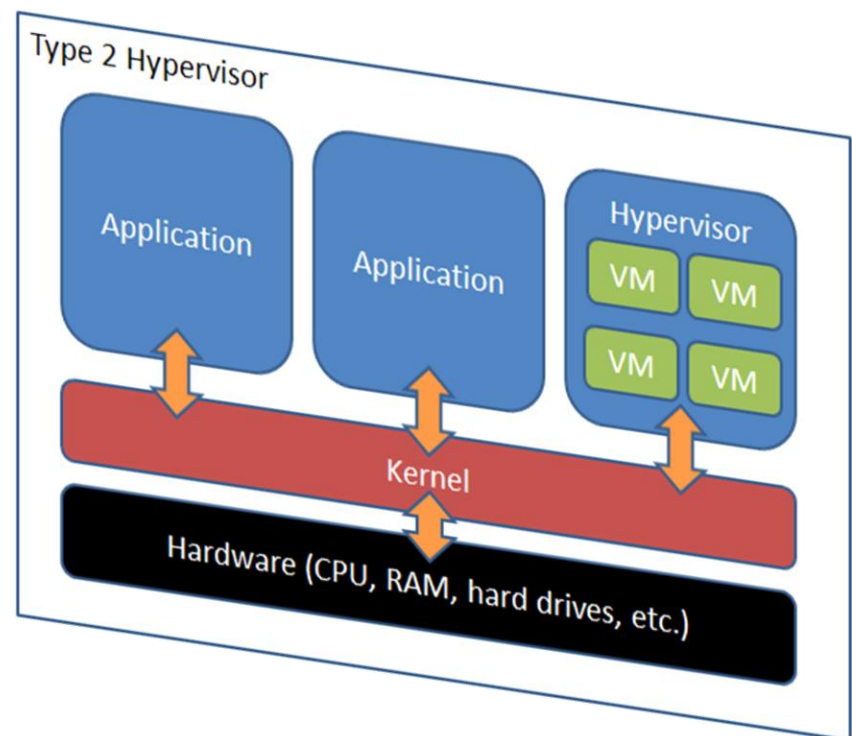 Type 2 Hypervisor
Application
Application
Hypervisor
VM
VM
VM
VM
Kernel
Hardware (CPU, RAM, hard drives, etc.)